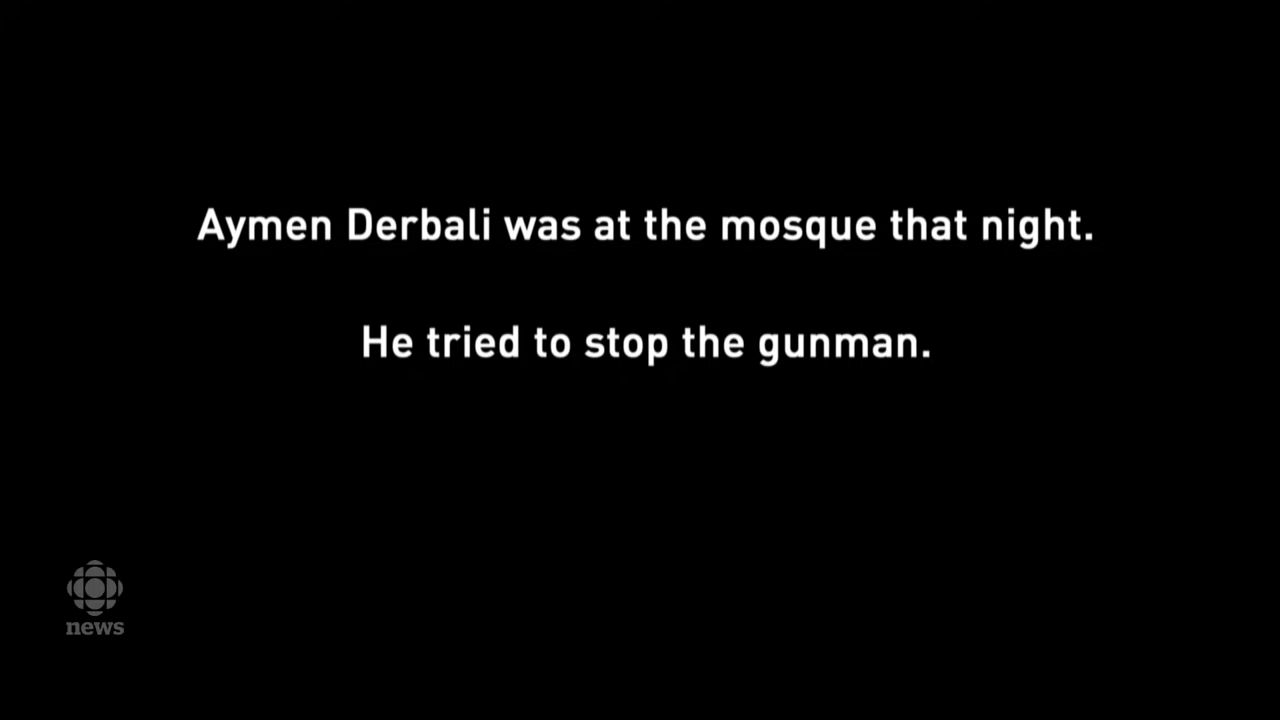 Aymen Derbali was at the mosque that night.
He tried to stop the gunman.
news